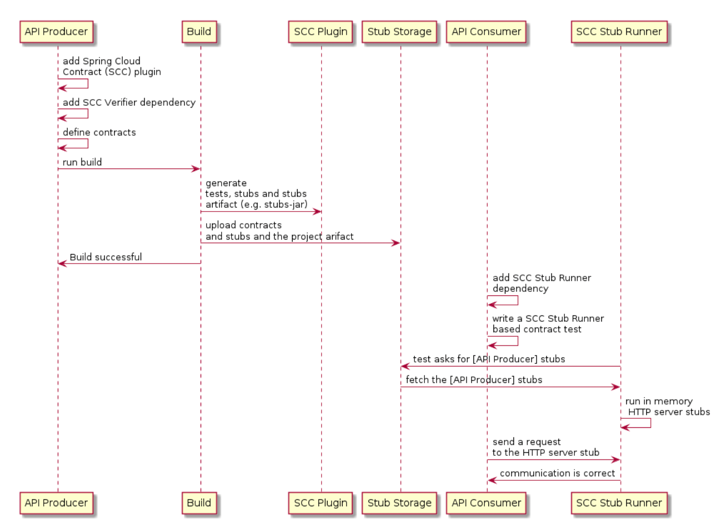 API Producer
Build
SCC Plugin
Stub Storage
API Consumer
SCC Stub Runner
add Spring Cloud
Contract (SCC) plugin
add SCC Verifier dependency
define contracts
run build
generate
tests, stubs and stubs
artifact (e.g. stubs-jar)
upload contracts
and stubs and the project arifact
Build successful
add SCC Stub Runner
dependency
write a SCC Stub Runner
based contract test
test asks for [API Producer] stubs
fetch the [API Producer] stubs
run in memory
HTTP server stubs
send a request
to the HTTP server stub
communication is correct
API Producer
Build
SCC Plugin
Stub Storage
API Consumer
SCC Stub Runner